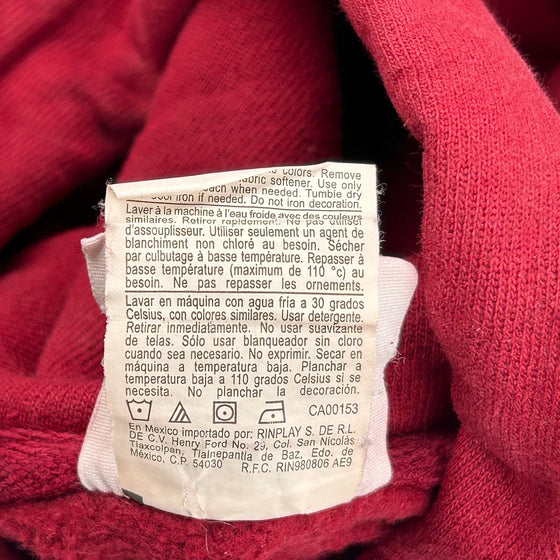 colors. Remove
fabric softener. Use only
when needed. Tumble
iron if needed. Do not iron decoration.
Laver à la machine à l'eau froide avec des couleurs
similaires. Retirer rapidement. Ne pas utiliser
d'assouplisseur. Utiliser seulement un agent de
blanchiment non chloré au besoin. Sécher
par culbutage à basse température. Repasser à
basse température (maximum de 110 °c) au
besoin. Ne pas repasser les ornements.
Lavar en máquina con agua fría a 30 grados
Celsius, con colores similares. Usar detergente.
Retirar inmediatamente. No usar suavizante
de telas. Sólo usar blanqueador sin cloro
cuando sea necesario. No exprimir. Secar en
máquina a temperatura baja. Planchar a
temperatura baja a 110 grados Celsius si se
necesita. No planchar la decoración.
CA00153
En Mexico importado por: RINPLAY S. DE R.L.
DE C.V. Henry Ford No. 29, Col. San Nicolás
Tlaxcolpan, Tlalnepantla de Baz, Edo. de
México, C.P. 54030 R.F.C. RIN980806 AE9